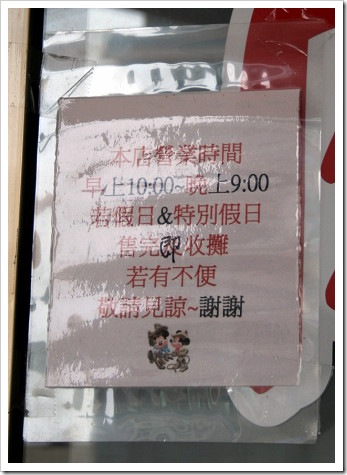 本店營業時間
早上10:00~晚上9:00
若假日&特別假日
售完即收攤
若有不便
敬請見諒~謝謝